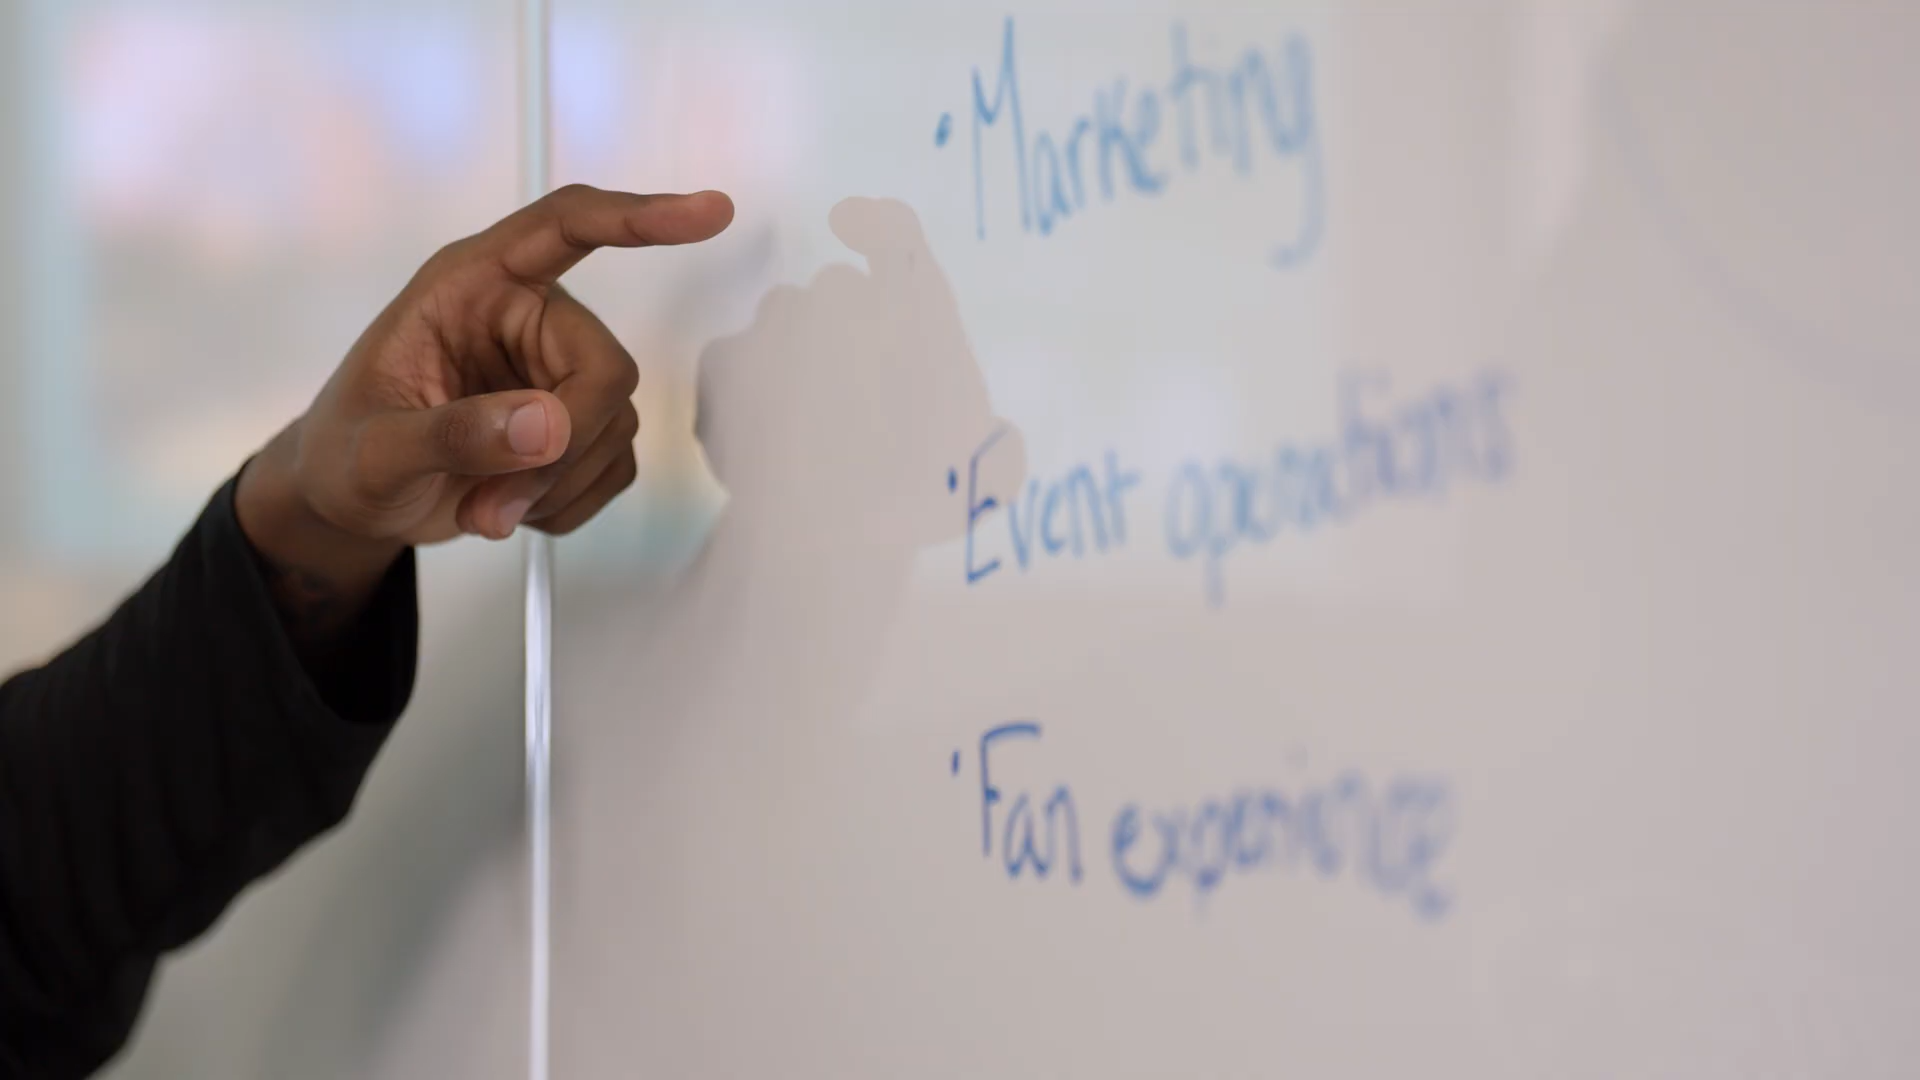 • Marketing
• Event operations
• Fan experience